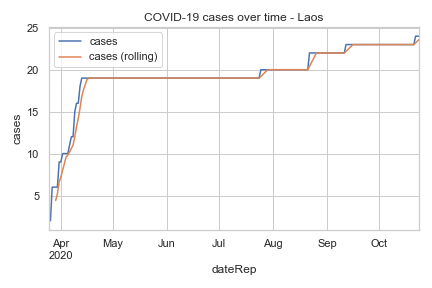 COVID-19 cases over time - Laos
cases
cases (rolling)
25
20
15
10
5
cases
Apr May Jun Jul Aug Sep Oct
2020
dateRep